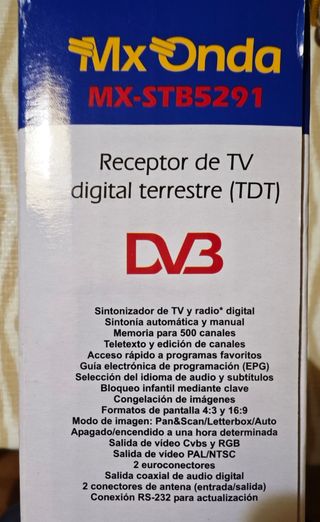 Mx Onda
MX-STB5291
Receptor de TV
digital terrestre (TDT)
DVB
Sintonizador de TV y radio* digital
Sintonía automática y manual
Memoria para 500 canales
Teletexto y edición de canales
Acceso rápido a programas favoritos
Guía electrónica de programación (EPG)
Selección del idioma de audio y subtítulos
Bloqueo infantil mediante clave
Congelación de imágenes
Formatos de pantalla 4:3 y 16:9
Modo de imagen: Pan&Scan/Letterbox/Auto
Apagado/encendido a una hora determinada
Salida de vídeo Cvbs y RGB
Salida de vídeo PAL/NTSC
2 euroconectores
Salida coaxial de audio digital
2 conectores de antena (entrada/salida)
Conexión RS-232 para actualización